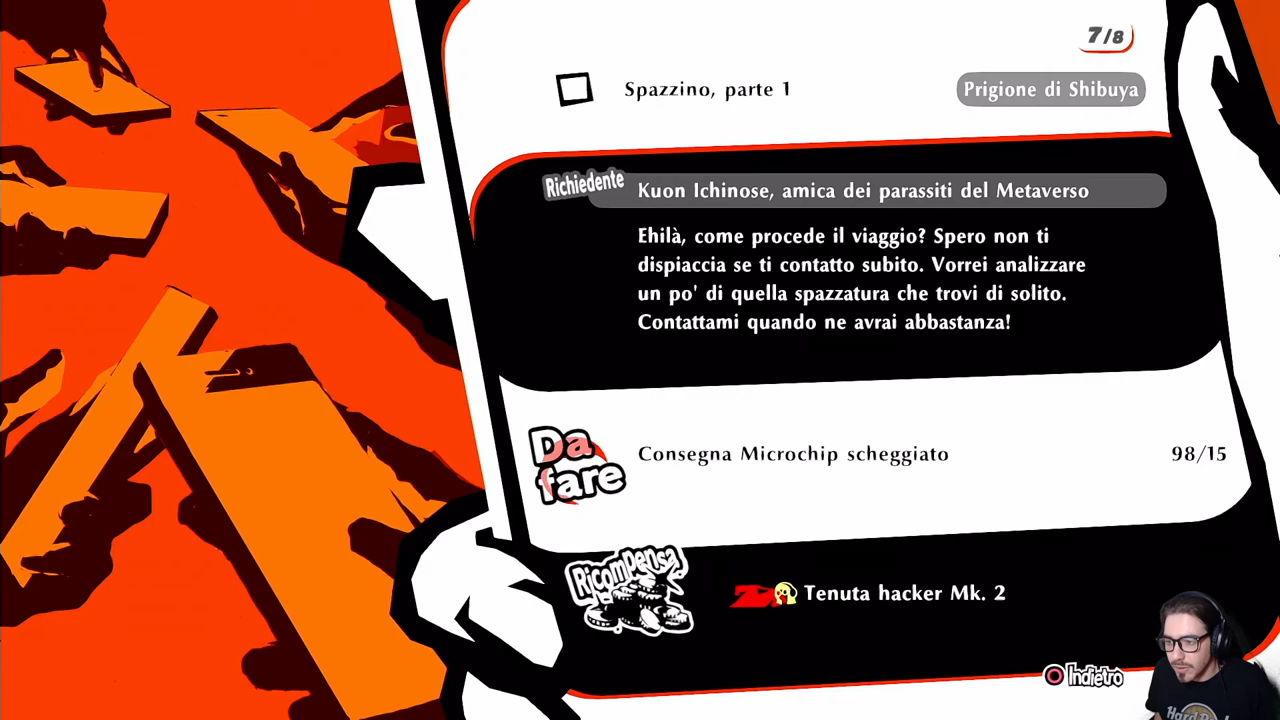 7/8
Spazzino, parte 1
Prigione di Shibuya
Richiedente
Kuon Ichinose, amica dei parassiti del Metaverso
Ehilà, come procede il viaggio? Spero non ti
dispiaccia se ti contatto subito. Vorrei analizzare
un po' di quella spazzatura che trovi di solito.
Contattami quando ne avrai abbastanza!
Da
fare
Consegna Microchip scheggiato
98/15
Ricompensa
Tenuta hacker Mk. 2
Indietro